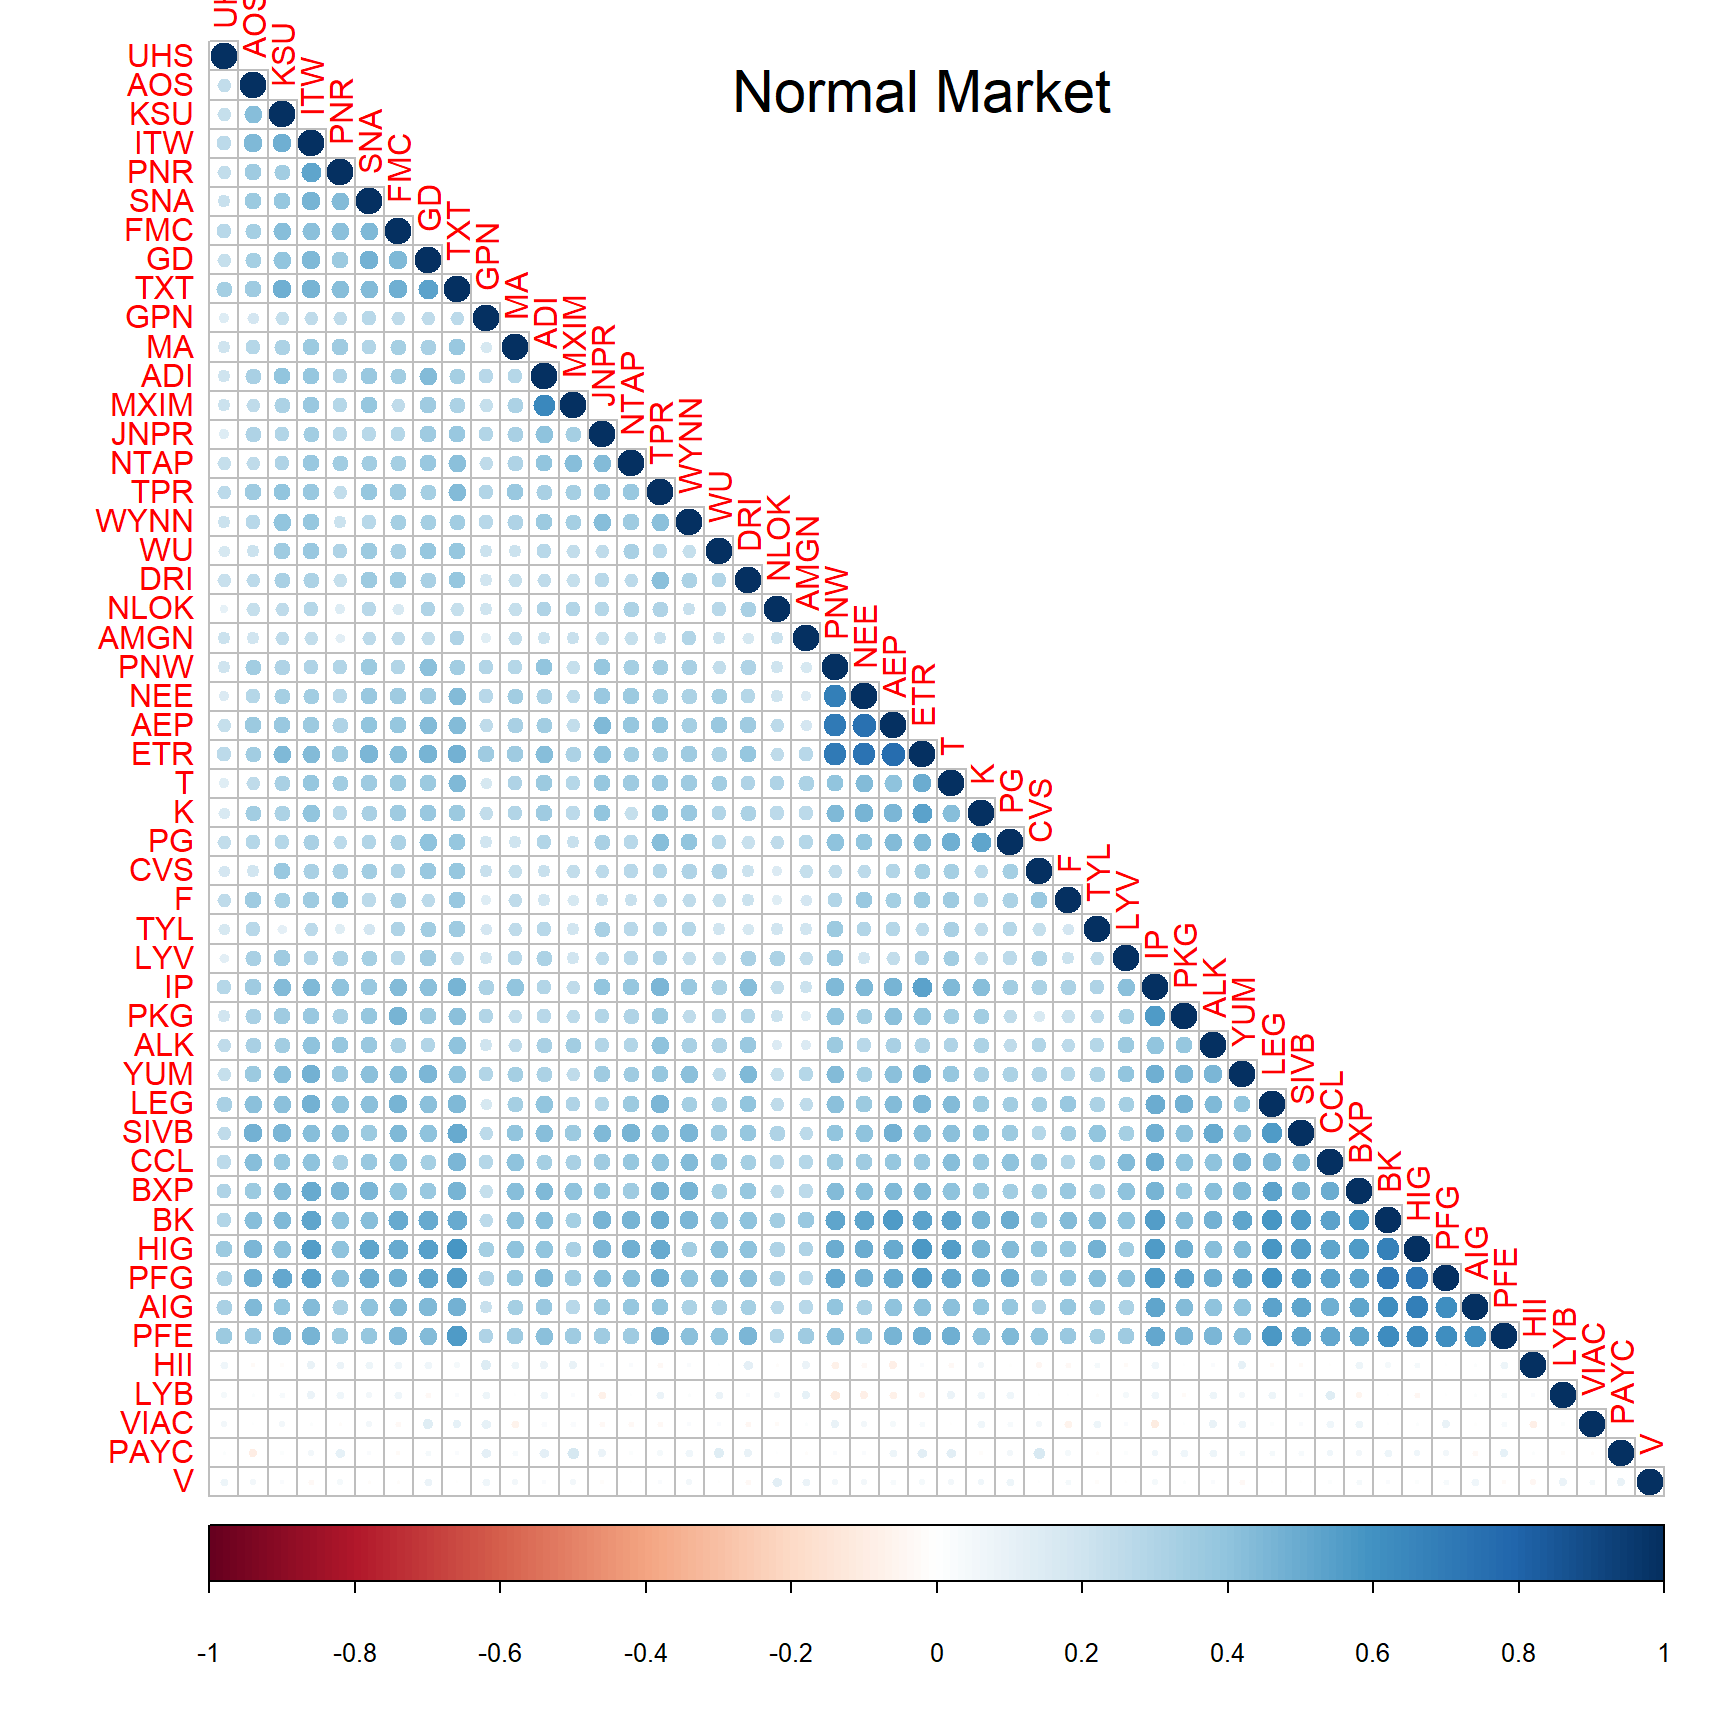 Normal Market
UHS
AOS
KSU
ITW
PNR
SNA
FMC
GD
TXT
GPN
MA
ADI
MXIM
JNPR
NTAP
TPR
WYNN
WU
DRI
NLOK
AMGN
PNW
NEE
AEP
ETR
T
K
PG
CVS
F
TYL
LYV
IP
PKG
ALK
YUM
LEG
SIVB
CCL
BXP
BK
HIG
PFG
AIG
PFE
HII
LYB
VIAC
PAYC
V
AOS
KSU
ITW
PNR
SNA
FMC
GD
TXT
GPN
MA
ADI
MXIM
JNPR
NTAP
TPR
WYNN
WU
DRI
NLOK
AMGN
PNW
NEE
AEP
ETR
T
K
PG
CVS
F
TYL
LYV
IP
PKG
ALK
YUM
LEG
SIVB
CCL
BXP
BK
HIG
PFG
AIG
PFE
HII
LYB
VIAC
PAYC
V
-1 -0.8 -0.6 -0.4 -0.2 0 0.2 0.4 0.6 0.8 1